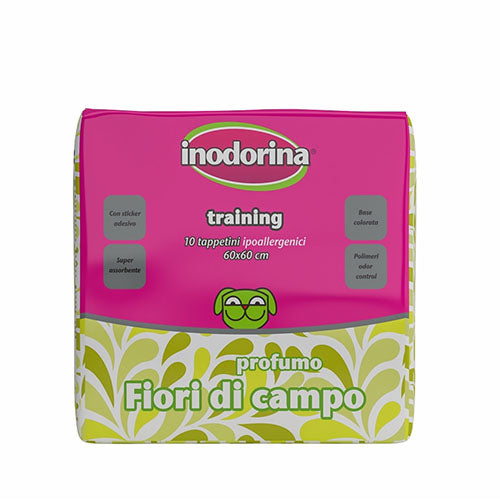 inodorina®
training
10 tappetini ipoallergenici
60x60 cm
Con sticker
adesivo
Super
assorbente
Base
colorata
Polimeri
odor
control
profumo
Fiori di campo